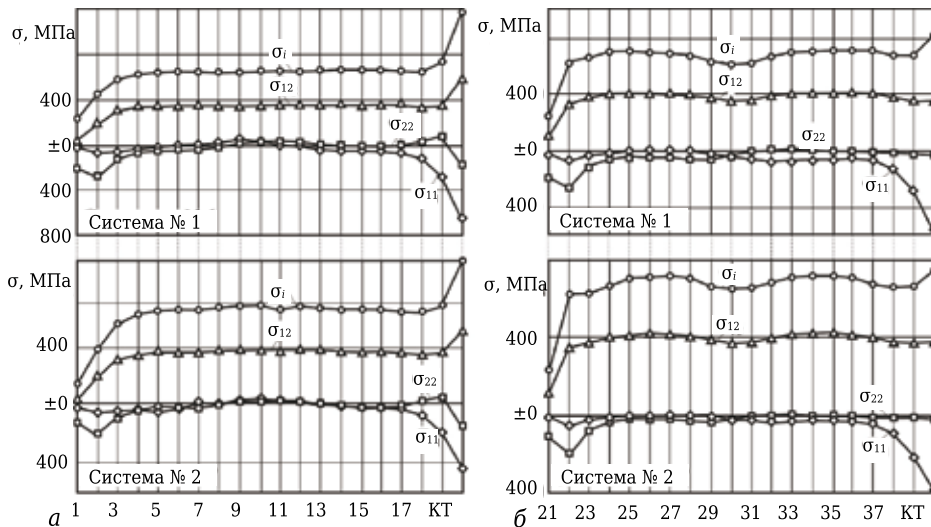 σ, МПа
σᵢ
σ₁₂
400
σ₂₂
±0
400
σ₁₁
Система № 1
800
σ, МПа
σᵢ
σ₁₂
400
σ₂₂
±0
σ₁₁
400
Система № 2
1 3 5 7 9 11 13 15 17 КТ
а
σ, МПа
σᵢ
σ₁₂
400
σ₂₂
±0
σ₁₁
400
Система № 1
σ, МПа
σᵢ
σ₁₂
400
σ₂₂
±0
σ₁₁
Система № 2
400
21 23 25 27 29 31 33 35 37 КТ
б